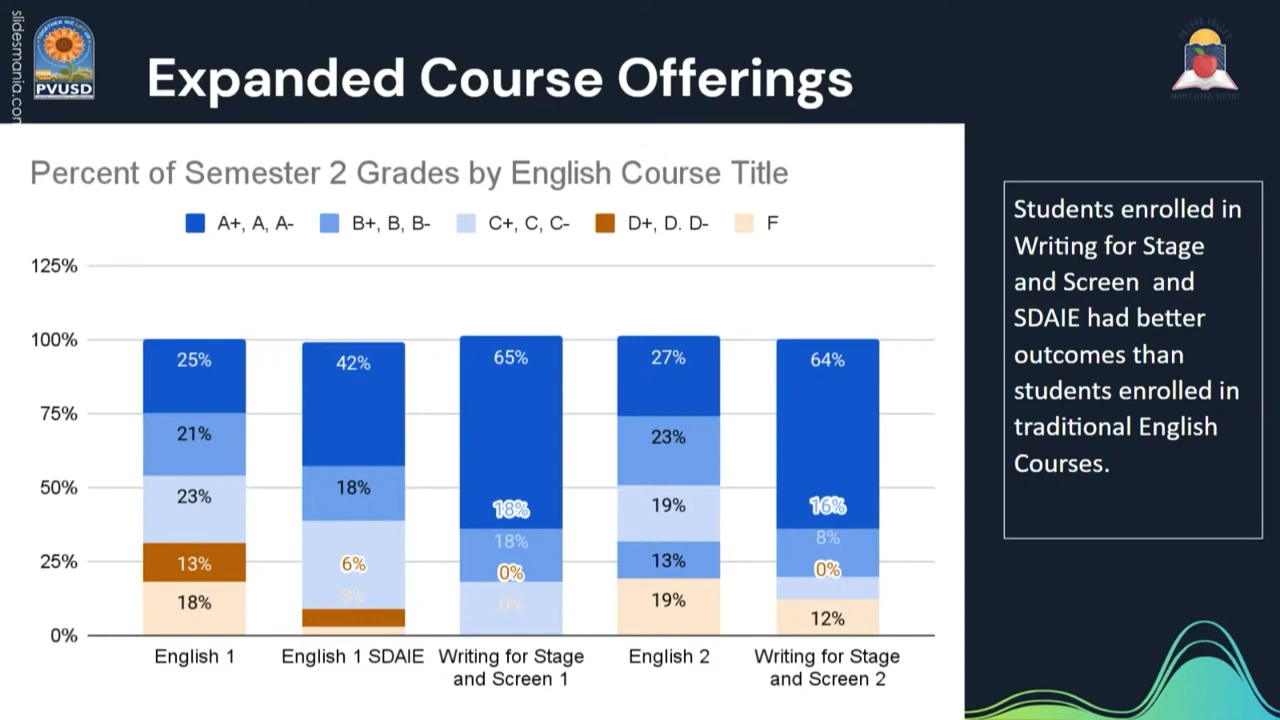 slidesmania.com
TOGETHER WE LIFT UP
PVUSD
Expanded Course Offerings
Percent of Semester 2 Grades by English Course Title
A+, A, A-
B+, B, B-
C+, C, C-
D+, D. D-
F
125%
100%
75%
50%
25%
0%
25%
21%
23%
13%
18%
42%
18%
6%
3%
65%
18%
18%
0%
0%
27%
23%
19%
13%
19%
64%
16%
8%
0%
12%
English 1
English 1 SDAIE
Writing for Stage
and Screen 1
English 2
Writing for Stage
and Screen 2
Students enrolled in
Writing for Stage
and Screen and
SDAIE had better
outcomes than
students enrolled in
traditional English
Courses.